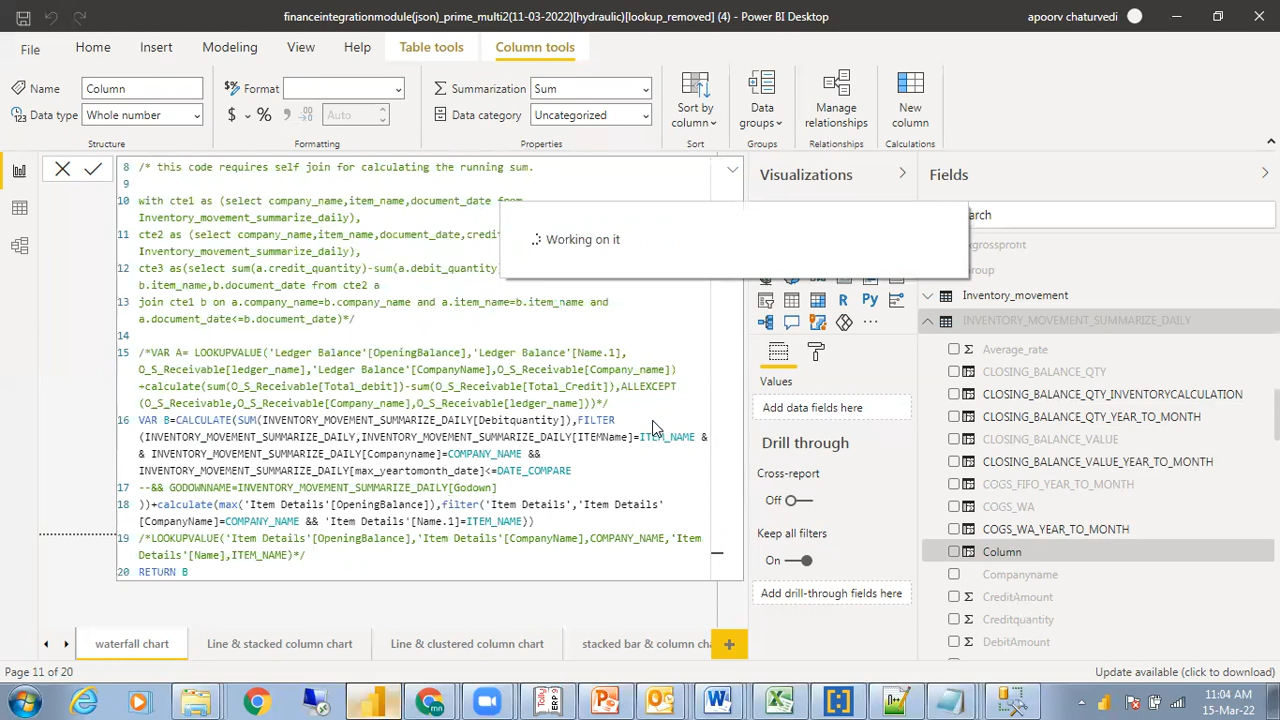 financeintegrationmodule(json)_prime_multi2(11-03-2022)[hydraulic][lookup_removed] (4) - Power BI Desktop
apoorv chaturvedi
File Home Insert Modeling View Help Table tools Column tools
Name Column
Format
Summarization Sum
Data type Whole number
$ % Auto
Data category Uncategorized
Sort by column
Data groups
Manage relationships
New column
Structure Formatting Properties Sort Groups Relationships Calculations
8 /* this code requires self join for calculating the running sum.
9
10 with cte1 as (select company_name,item_name,document_date from
Inventory_movement_summarize_daily),
11 cte2 as (select company_name,item_name,document_date,credit
Inventory_movement_summarize_daily),
12 cte3 as(select sum(a.credit_quantity)-sum(a.debit_quantity
b.item_name,b.document_date from cte2 a
13 join cte1 b on a.company_name=b.company_name and a.item_name=b.item_name and
a.document_date<=b.document_date)*/
14
15 /*VAR A= LOOKUPVALUE('Ledger Balance'[OpeningBalance],'Ledger Balance'[Name.1],
O_S_Receivable[ledger_name],'Ledger Balance'[CompanyName],O_S_Receivable[Company_name])
+calculate(sum(O_S_Receivable[Total_debit])-sum(O_S_Receivable[Total_Credit]),ALLEXCEPT
(O_S_Receivable,O_S_Receivable[Company_name],O_S_Receivable[ledger_name]))*/
16 VAR B=CALCULATE(SUM(INVENTORY_MOVEMENT_SUMMARIZE_DAILY[Debitquantity]),FILTER
(INVENTORY_MOVEMENT_SUMMARIZE_DAILY,INVENTORY_MOVEMENT_SUMMARIZE_DAILY[ITEMName]=ITEM_NAME &
& INVENTORY_MOVEMENT_SUMMARIZE_DAILY[Companyname]=COMPANY_NAME &&
INVENTORY_MOVEMENT_SUMMARIZE_DAILY[max_yeartomonth_date]<=DATE_COMPARE
17 --&& GODOWNNAME=INVENTORY_MOVEMENT_SUMMARIZE_DAILY[Godown]
18 ))+calculate(max('Item Details'[OpeningBalance]),filter('Item Details','Item Details'
[CompanyName]=COMPANY_NAME && 'Item Details'[Name.1]=ITEM_NAME))
19 /*LOOKUPVALUE('Item Details'[OpeningBalance],'Item Details'[CompanyName],COMPANY_NAME,'Item
Details'[Name],ITEM_NAME)*/
20 RETURN B
Working on it
Visualizations
R Py
Values
Add data fields here
Drill through
Cross-report
Off
Keep all filters
On
Add drill-through fields here
Fields
arch
Inventory_movement
INVENTORY_MOVEMENT_SUMMARIZE_DAILY
Average_rate
CLOSING_BALANCE_QTY
CLOSING_BALANCE_QTY_INVENTORYCALCULATION
CLOSING_BALANCE_QTY_YEAR_TO_MONTH
CLOSING_BALANCE_VALUE
CLOSING_BALANCE_VALUE_YEAR_TO_MONTH
COGS_FIFO_YEAR_TO_MONTH
COGS_WA
COGS_WA_YEAR_TO_MONTH
Column
Companyname
CreditAmount
Creditquantity
DebitAmount
waterfall chart
Line & stacked column chart
Line & clustered column chart
stacked bar & column cha
Page 11 of 20
Update available (click to download)
11:04 AM
15-Mar-22